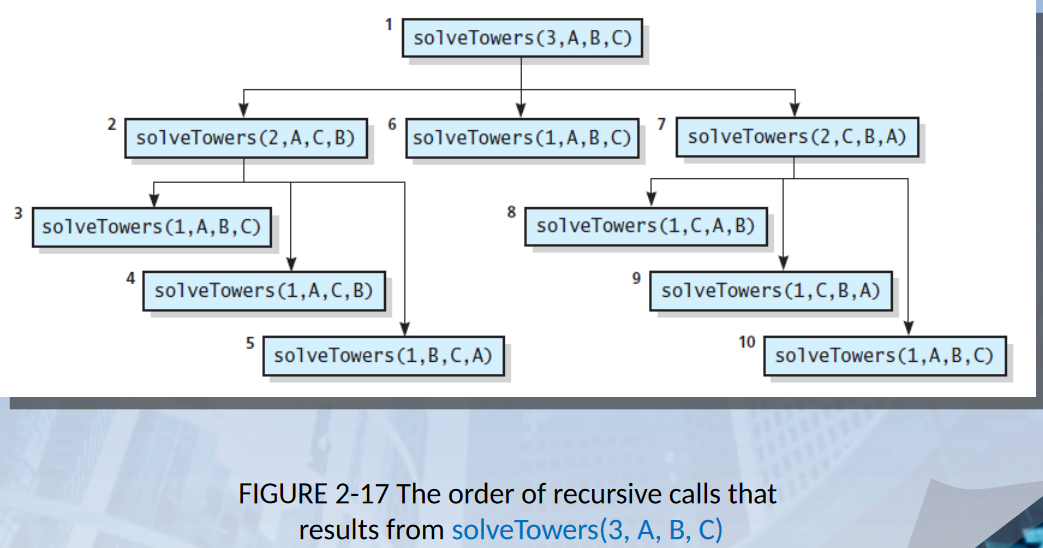 1 solveTowers(3,A,B,C)
2 solveTowers(2,A,C,B)
6 solveTowers(1,A,B,C)
7 solveTowers(2,C,B,A)
3 solveTowers(1,A,B,C)
8 solveTowers(1,C,A,B)
4 solveTowers(1,A,C,B)
9 solveTowers(1,C,B,A)
5 solveTowers(1,B,C,A)
10 solveTowers(1,A,B,C)
FIGURE 2-17 The order of recursive calls that
results from solveTowers(3, A, B, C)